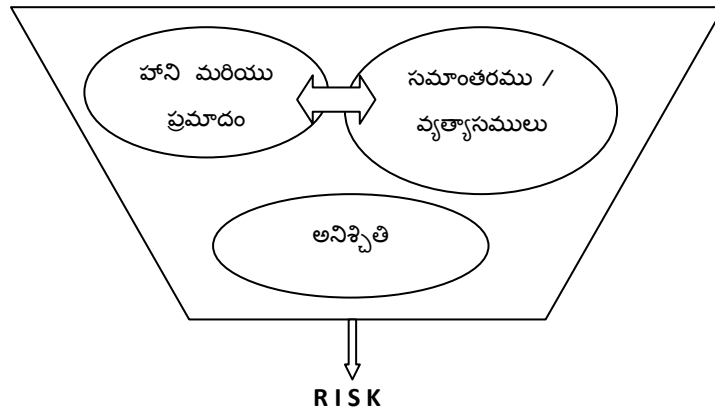 హాని మరియు
ప్రమాదం
సమాంతరము /
వ్యత్యాసములు
అనిశ్చితి
RISK